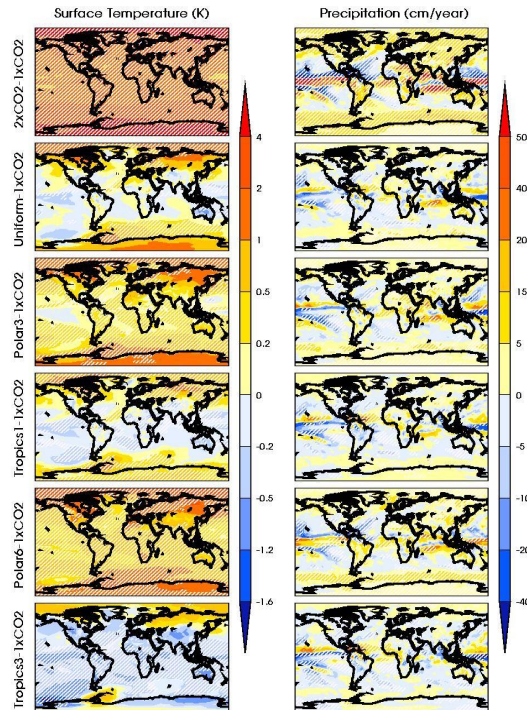 Surface Temperature (K)
Precipitation (cm/year)
2xCO2-1xCO2
Uniform-1xCO2
Polar3-1xCO2
Tropics1-1xCO2
Polar6-1xCO2
Tropics3-1xCO2
4
2
1
0.5
0.2
0
-0.2
-0.5
-1.2
-1.6
50
40
20
15
5
0
-5
-10
-20
-40